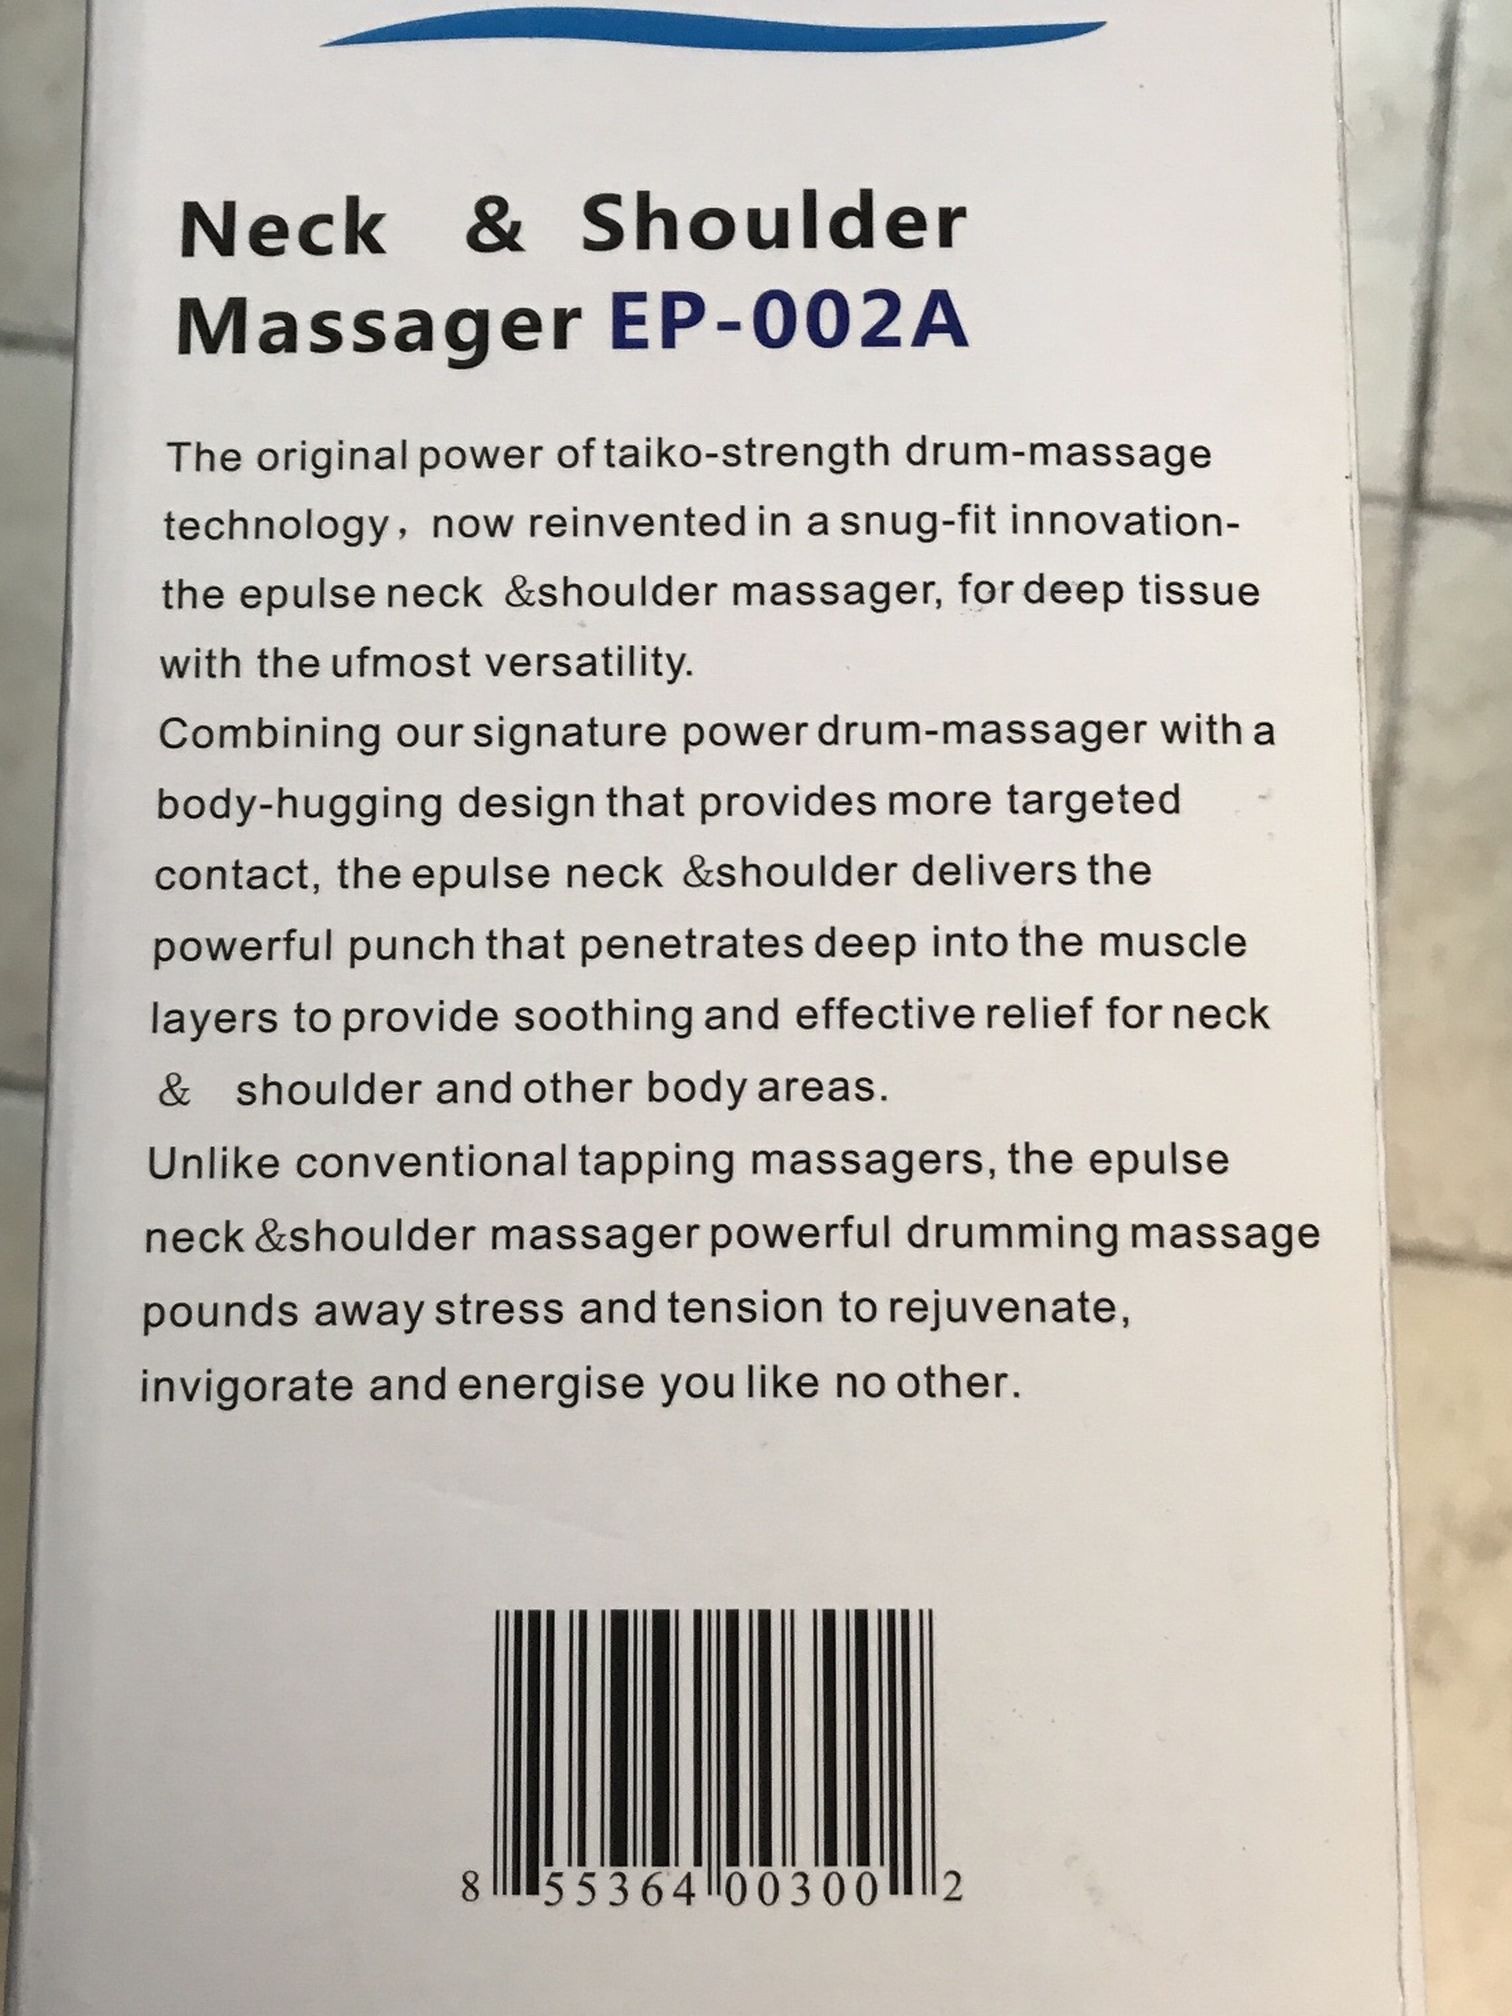 Neck & Shoulder
Massager EP-002A
The original power of taiko-strength drum-massage
technology, now reinvented in a snug-fit innovation-
the epulse neck &shoulder massager, for deep tissue
with the ufmost versatility.
Combining our signature power drum-massager with a
body-hugging design that provides more targeted
contact, the epulse neck &shoulder delivers the
powerful punch that penetrates deep into the muscle
layers to provide soothing and effective relief for neck
& shoulder and other body areas.
Unlike conventional tapping massagers, the epulse
neck &shoulder massager powerful drumming massage
pounds away stress and tension to rejuvenate,
invigorate and energise you like no other.
8 55364 00300 2